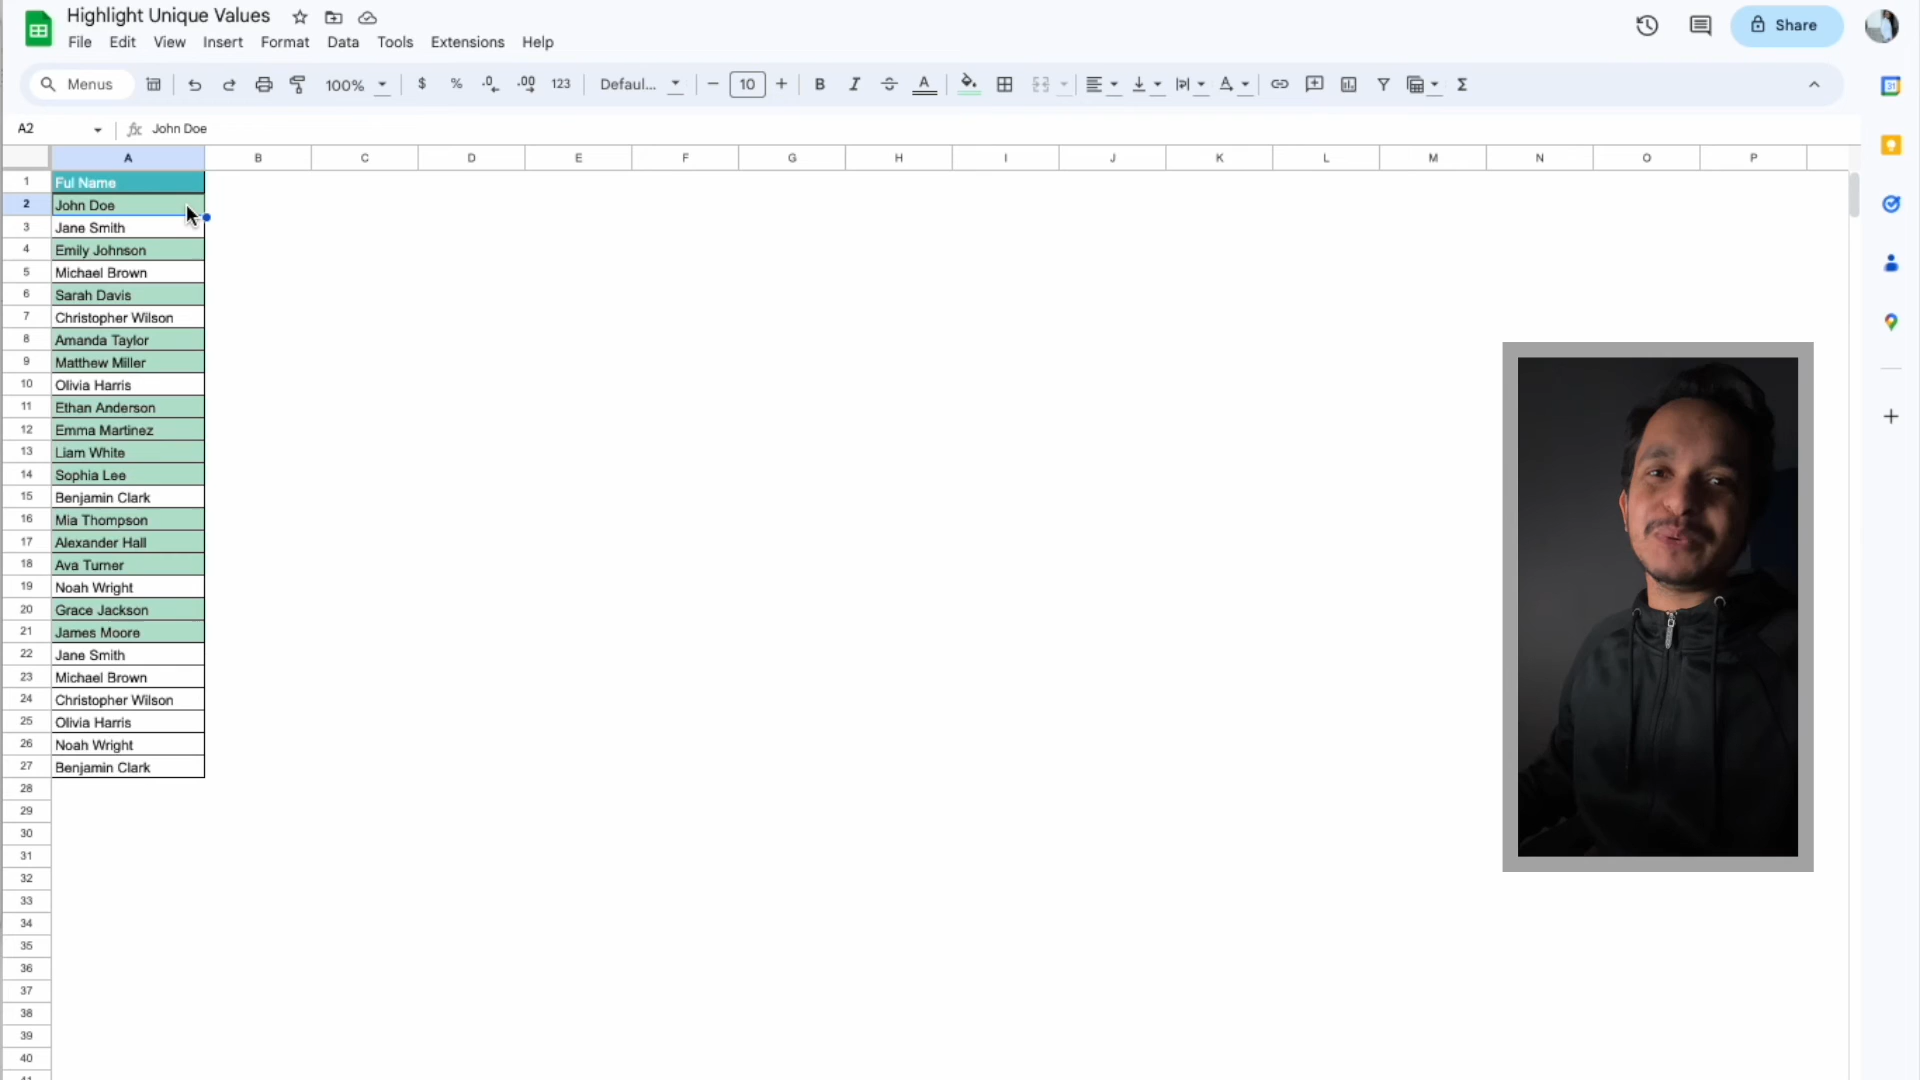 Highlight Unique Values
File Edit View Insert Format Data Tools Extensions Help
Share
Menus 100% $ % .0 .00 123 Defaul... 10 B I A
31
A2 fx John Doe
A B C D E F G H I J K L M N O P
1 Ful Name
2 John Doe
3 Jane Smith
4 Emily Johnson
5 Michael Brown
6 Sarah Davis
7 Christopher Wilson
8 Amanda Taylor
9 Matthew Miller
10 Olivia Harris
11 Ethan Anderson
12 Emma Martinez
13 Liam White
14 Sophia Lee
15 Benjamin Clark
16 Mia Thompson
17 Alexander Hall
18 Ava Turner
19 Noah Wright
20 Grace Jackson
21 James Moore
22 Jane Smith
23 Michael Brown
24 Christopher Wilson
25 Olivia Harris
26 Noah Wright
27 Benjamin Clark
28
29
30
31
32
33
34
35
36
37
38
39
40
41